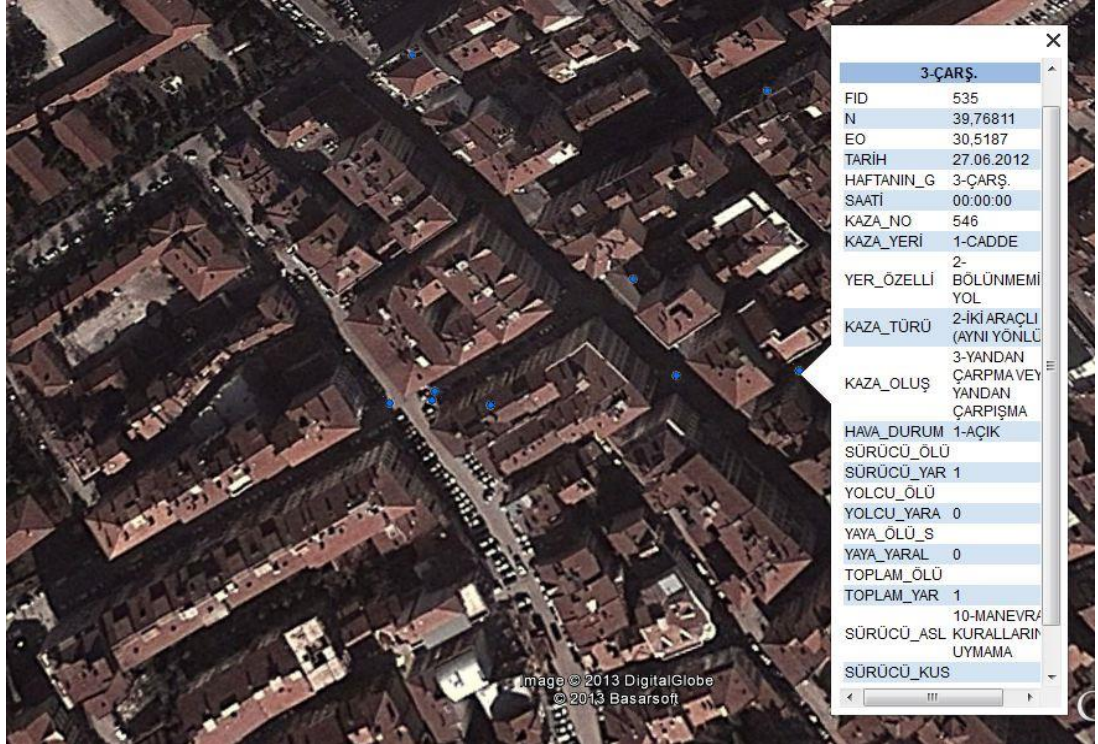 3-ÇARŞ.
FID 535
N 39,76811
EO 30,5187
TARİH 27.06.2012
HAFTANIN_G 3-ÇARŞ.
SAATİ 00:00:00
KAZA_NO 546
KAZA_YERİ 1-CADDE
YER_ÖZELLİ 2-
BÖLÜNMEMİ
YOL
KAZA_TÜRÜ 2-İKİ ARAÇLI
(AYNI YÖNLÜ
KAZA_OLUŞ 3-YANDAN
ÇARPMA VEY
YANDAN
ÇARPIŞMA
HAVA_DURUM 1-AÇIK
SÜRÜCÜ_ÖLÜ
SÜRÜCÜ_YAR 1
YOLCU_ÖLÜ
YOLCU_YARA 0
YAYA_ÖLÜ_S
YAYA_YARAL 0
TOPLAM_ÖLÜ
TOPLAM_YAR 1
SÜRÜCÜ_ASL 10-MANEVRA
KURALLARIN
UYMAMA
SÜRÜCÜ_KUS
mage © 2013 DigitalGlobe
© 2013 Basarsoft